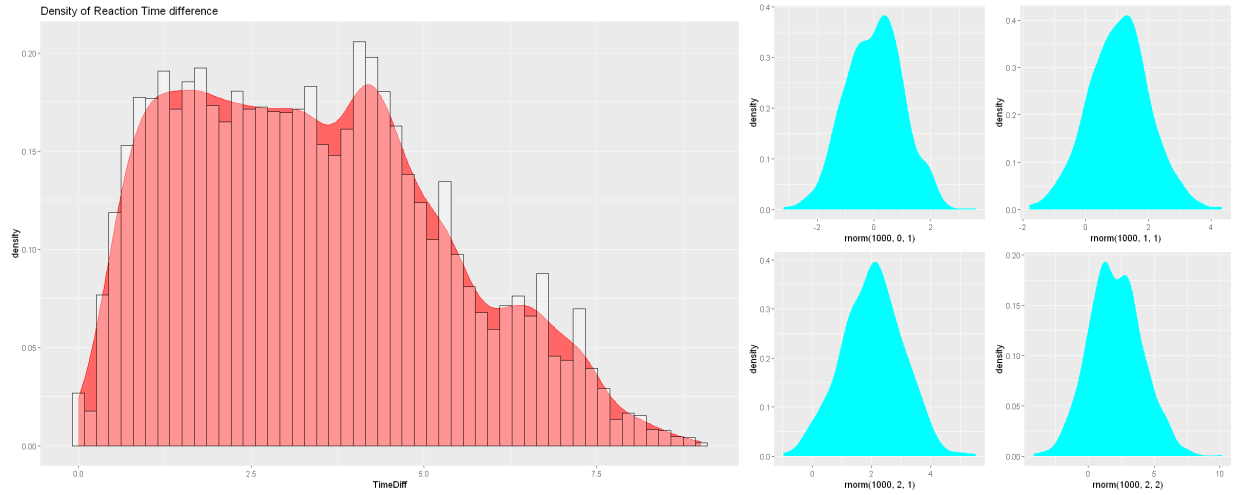 Density of Reaction Time difference
density
0.20
0.15
0.10
0.05
0.00
0.0 2.5 5.0 7.5
TimeDiff
density
0.4
0.3
0.2
0.1
0.0
-2 0 2
rnorm(1000, 0, 1)
density
0.4
0.3
0.2
0.1
0.0
-2 0 2 4
rnorm(1000, 1, 1)
density
0.4
0.3
0.2
0.1
0.0
0 2 4
rnorm(1000, 2, 1)
density
0.20
0.15
0.10
0.05
0.00
0 5 10
rnorm(1000, 2, 2)